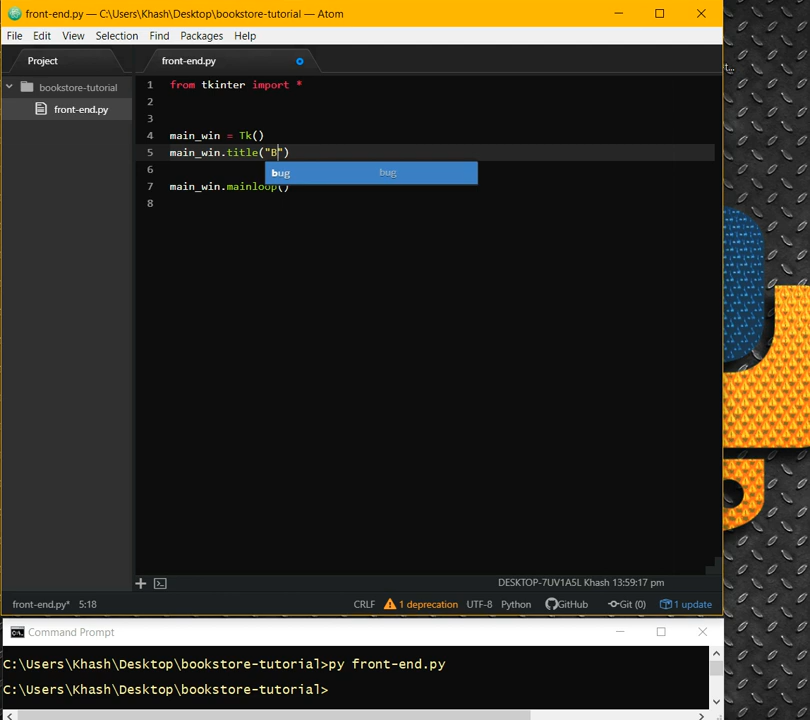 front-end.py — C:\Users\Khash\Desktop\bookstore-tutorial — Atom
File Edit View Selection Find Packages Help
Project
front-end.py
bookstore-tutorial
front-end.py
1 from tkinter import *
2
3
4 main_win = Tk()
5 main_win.title("B")
6
bug bug
7 main_win.mainloop()
8
DESKTOP-7UV1A5L Khash 13:59:17 pm
front-end.py* 5:18 CRLF 1 deprecation UTF-8 Python GitHub Git (0) 1 update
Command Prompt
C:\Users\Khash\Desktop\bookstore-tutorial>py front-end.py
C:\Users\Khash\Desktop\bookstore-tutorial>